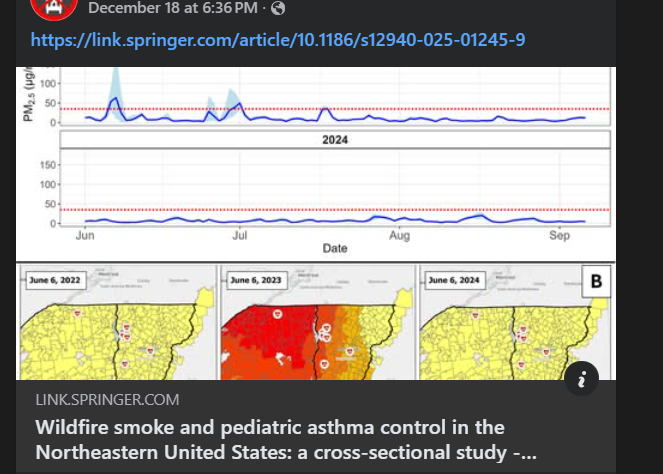 December 18 at 6:36 PM ·
https://link.springer.com/article/10.1186/s12940-025-01245-9
PM2.5 (µg/
100
50
0
2024
150
100
50
0
Jun
Jul
Aug
Sep
Date
June 6, 2022
June 6, 2023
June 6, 2024
B
i
LINK.SPRINGER.COM
Wildfire smoke and pediatric asthma control in the
Northeastern United States: a cross-sectional study -...